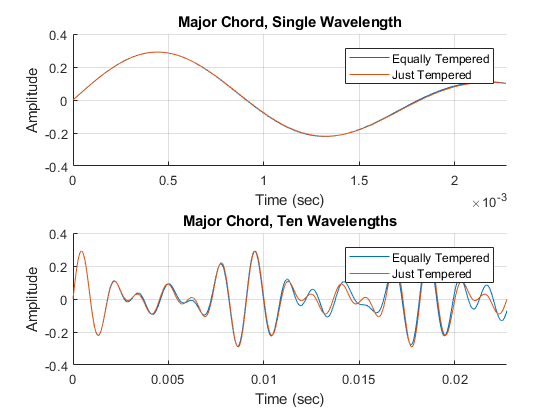 Major Chord, Single Wavelength
0.4
0.2
0
-0.2
-0.4
Amplitude
Equally Tempered
Just Tempered
0 0.5 1 1.5 2
×10-3
Time (sec)
Major Chord, Ten Wavelengths
0.4
0.2
0
-0.2
-0.4
Amplitude
Equally Tempered
Just Tempered
0 0.005 0.01 0.015 0.02
Time (sec)